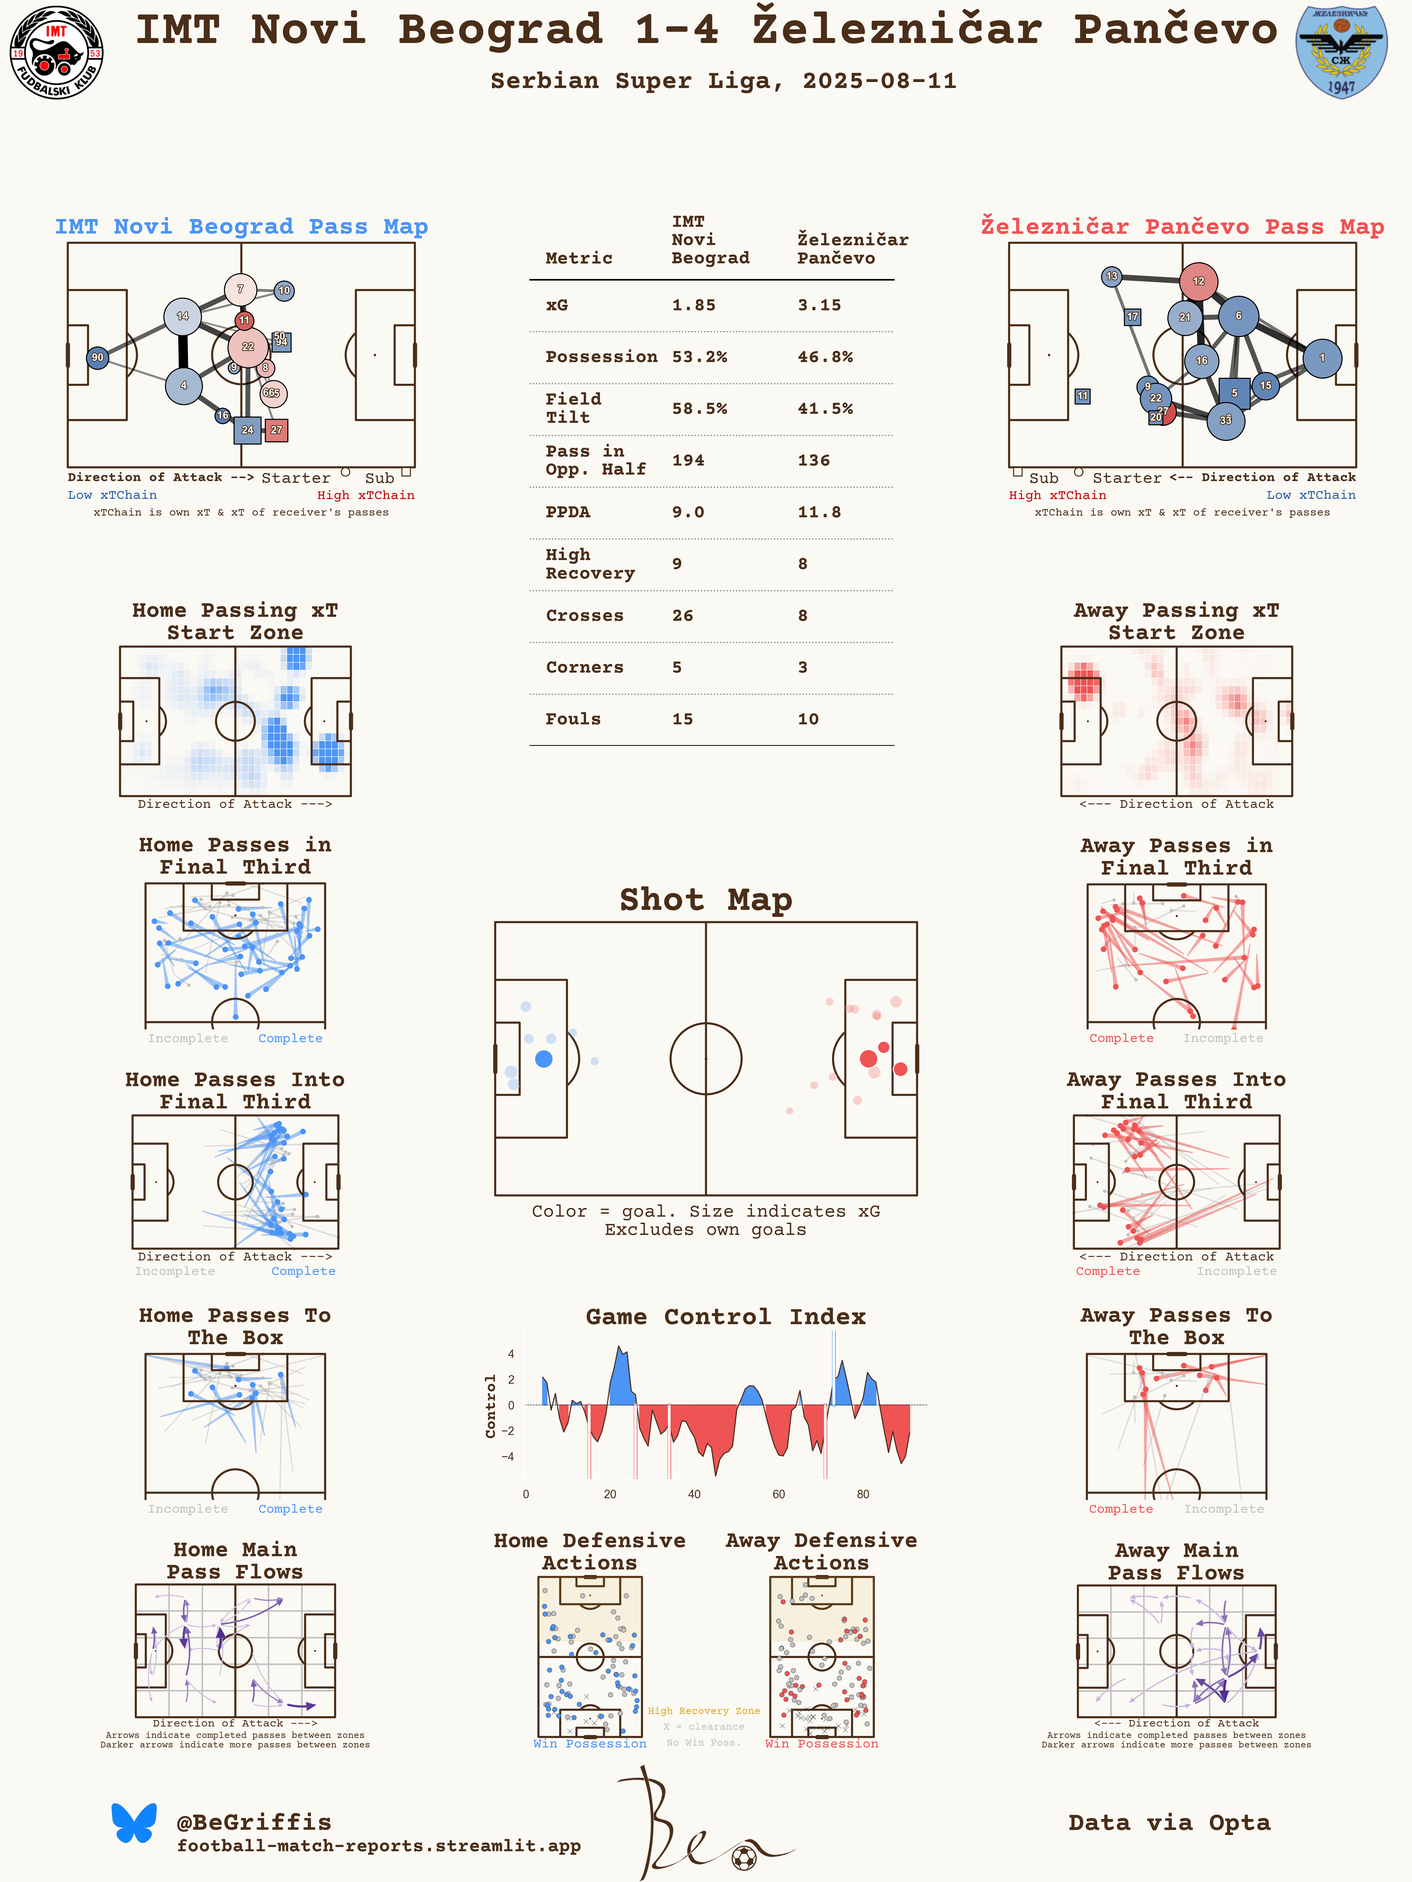 IMT Novi Beograd 1-4 Železničar Pančevo
Serbian Super Liga, 2025-08-11
IMT
19 53
FUDBALSKI KLUB
ЖЕЛЕЗНИЧАР
СЖ
1947
IMT Novi Beograd Pass Map
7
10
14
11
50
94
22
90
9
8
4
665
16
24
27
Direction of Attack --> Starter Sub
Low xTChain High xTChain
xTChain is own xT & xT of receiver's passes
Metric IMT Novi Beograd Železničar Pančevo
xG 1.85 3.15
Possession 53.2% 46.8%
Field Tilt 58.5% 41.5%
Pass in Opp. Half 194 136
PPDA 9.0 11.8
High Recovery 9 8
Crosses 26 8
Corners 5 3
Fouls 15 10
Železničar Pančevo Pass Map
13
12
17
21
6
16
1
9
5
15
11
22
27
20
33
Sub Starter <-- Direction of Attack
High xTChain Low xTChain
xTChain is own xT & xT of receiver's passes
Home Passing xT
Start Zone
Direction of Attack --->
Away Passing xT
Start Zone
<--- Direction of Attack
Home Passes in
Final Third
Incomplete Complete
Away Passes in
Final Third
Complete Incomplete
Shot Map
Color = goal. Size indicates xG
Excludes own goals
Home Passes Into
Final Third
Direction of Attack --->
Incomplete Complete
Away Passes Into
Final Third
<--- Direction of Attack
Complete Incomplete
Home Passes To
The Box
Incomplete Complete
Game Control Index
Control
4
2
0
−2
−4
0 20 40 60 80
Away Passes To
The Box
Complete Incomplete
Home Main
Pass Flows
Direction of Attack --->
Arrows indicate completed passes between zones
Darker arrows indicate more passes between zones
Home Defensive
Actions
Win Possession
High Recovery Zone
X = clearance
No Win Poss.
Away Defensive
Actions
Win Possession
Away Main
Pass Flows
<--- Direction of Attack
Arrows indicate completed passes between zones
Darker arrows indicate more passes between zones
@BeGriffis
football-match-reports.streamlit.app
Ben
Data via Opta